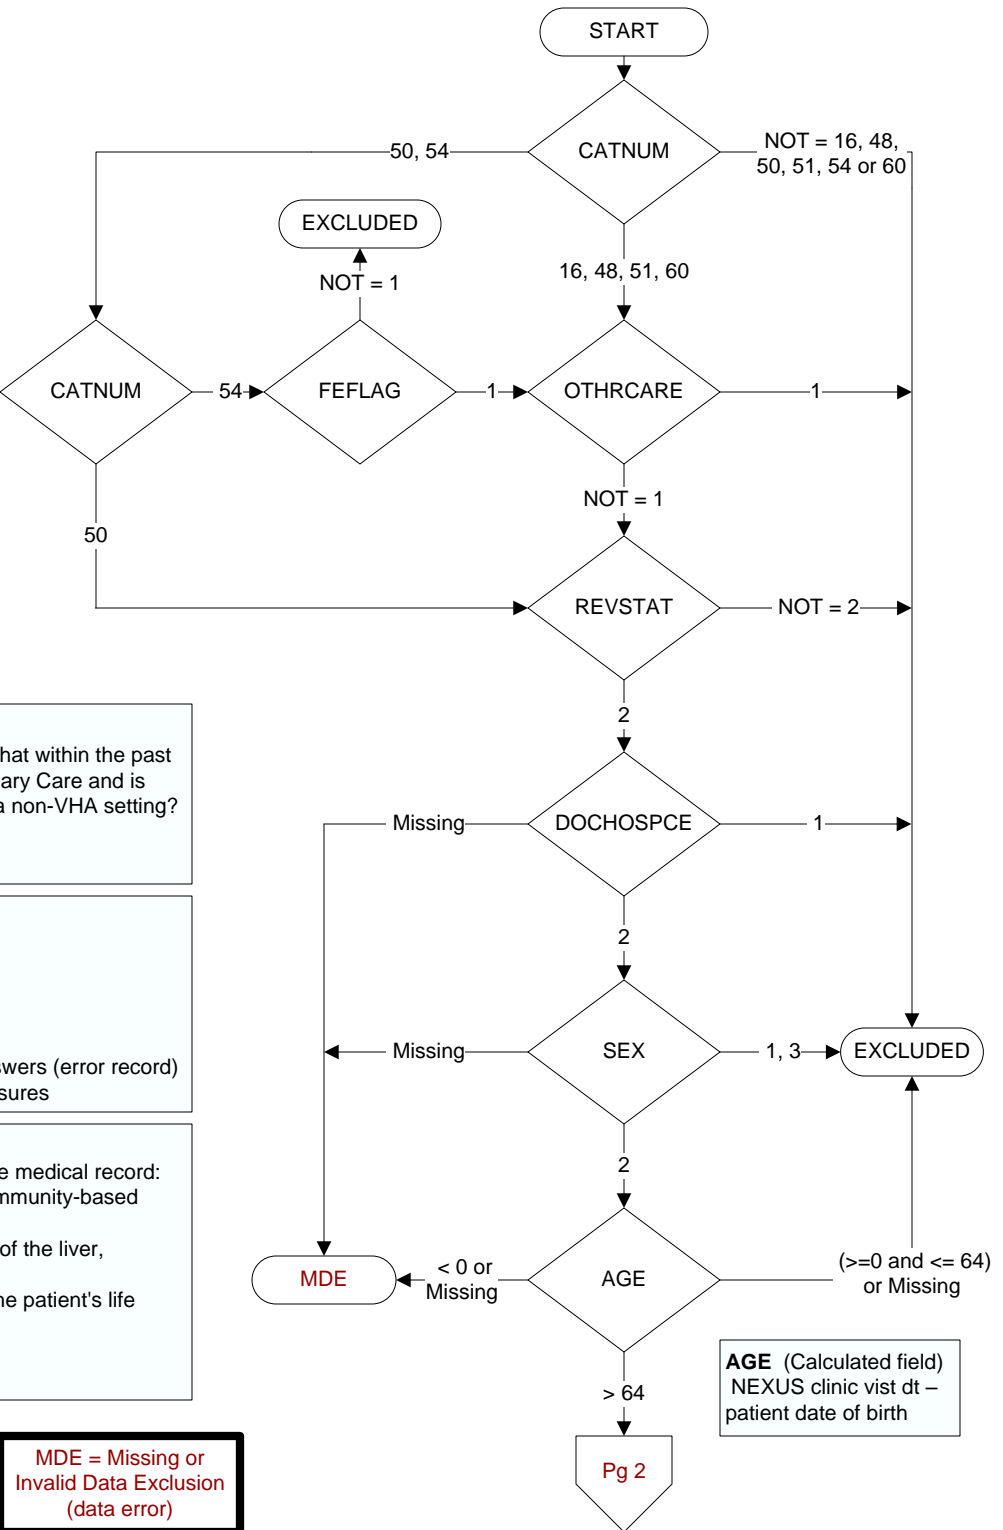 START
CATNUM
50, 54
NOT = 16, 48,
50, 51, 54 or 60
EXCLUDED
NOT = 1
16, 48, 51, 60
CATNUM
54
FEFLAG
1
OTHRCARE
1
NOT = 1
50
REVSTAT
NOT = 2
2
hat within the past
ary Care and is
a non-VHA setting?
Missing
DOCHOSPCE
1
2
swers (error record)
sures
Missing
SEX
1, 3
EXCLUDED
2
e medical record:
mmunity-based
of the liver,
he patient's life
MDE
< 0 or
Missing
AGE
(>=0 and <= 64)
or Missing
> 64
AGE (Calculated field)
NEXUS clinic vist dt –
patient date of birth
MDE = Missing or
Invalid Data Exclusion
(data error)
Pg 2